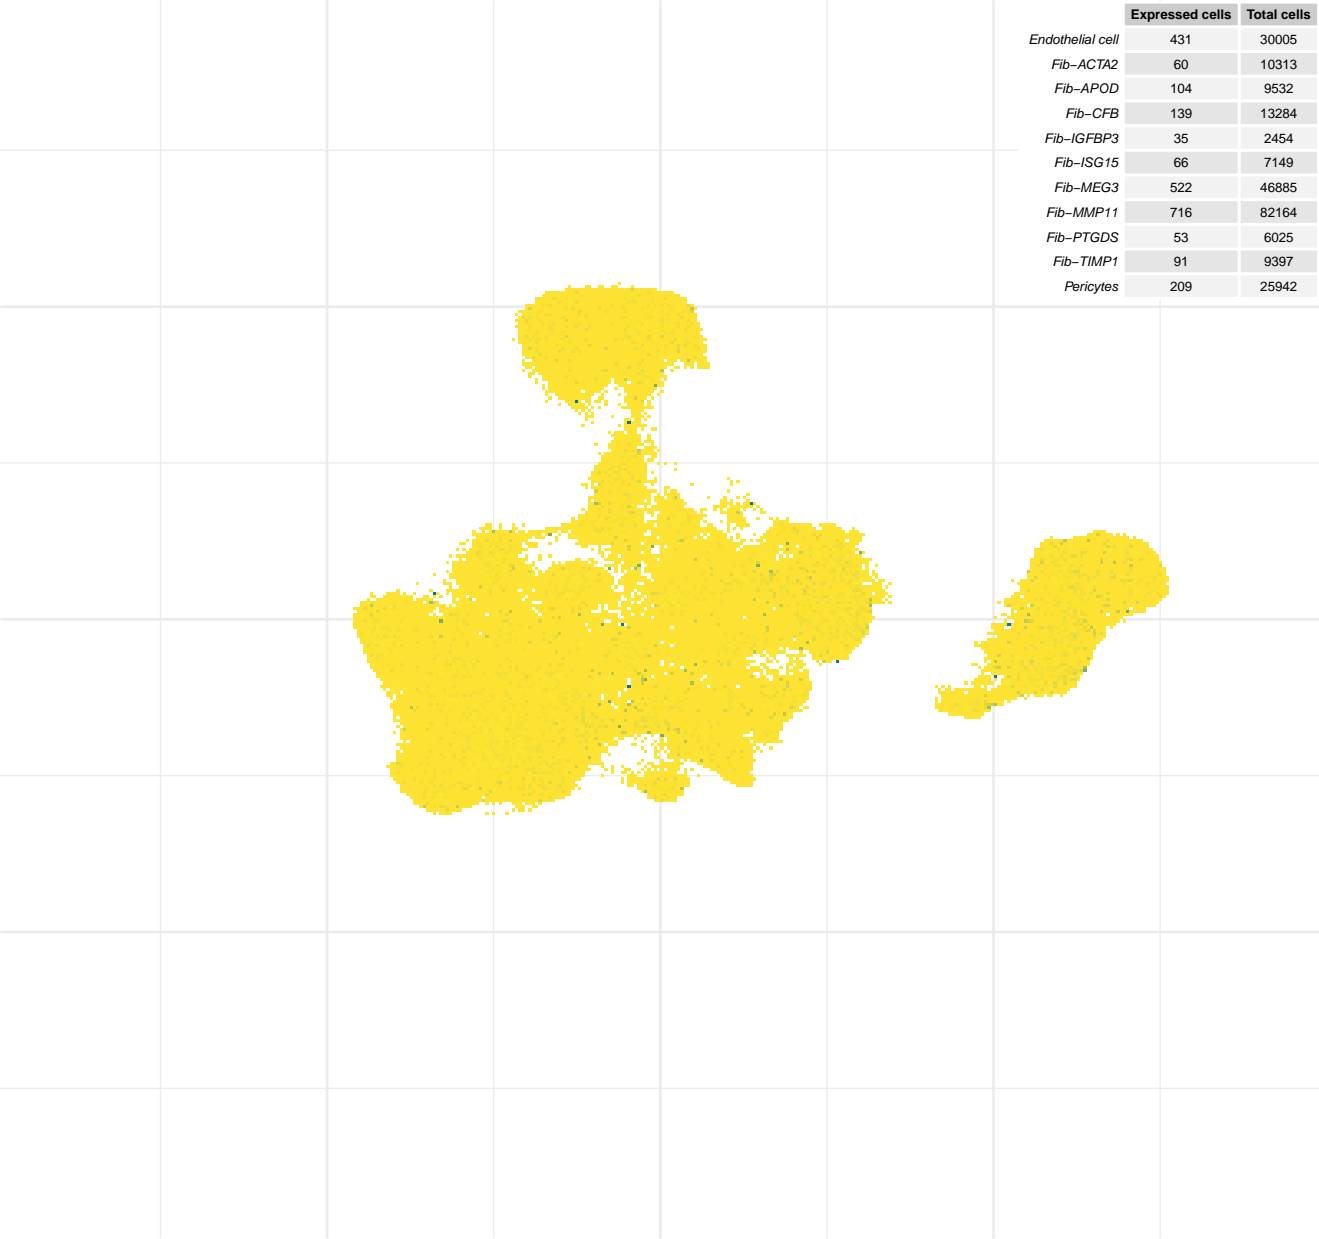 Expressed cells Total cells
Endothelial cell 431 30005
Fib−ACTA2 60 10313
Fib−APOD 104 9532
Fib−CFB 139 13284
Fib−IGFBP3 35 2454
Fib−ISG15 66 7149
Fib−MEG3 522 46885
Fib−MMP11 716 82164
Fib−PTGDS 53 6025
Fib−TIMP1 91 9397
Pericytes 209 25942